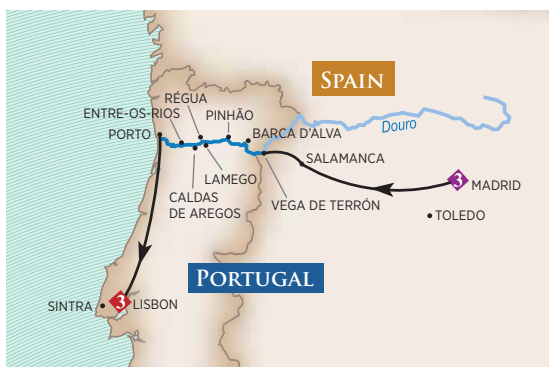 SPAIN
Douro
RÉGUA
ENTRE-OS-RIOS
PINHÃO
PORTO
BARCA D'ALVA
SALAMANCA
LAMEGO
CALDAS
DE AREGOS
VEGA DE TERRÓN
3
MADRID
TOLEDO
PORTUGAL
SINTRA
3
LISBON